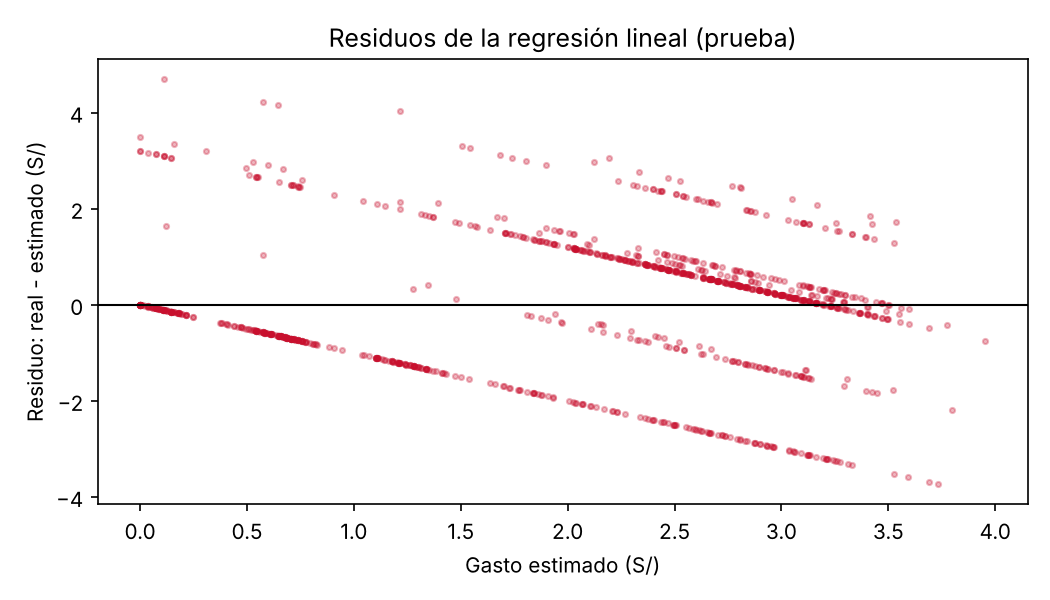 Residuos de la regresión lineal (prueba)
Residuo: real - estimado (S/)
4
2
0
−2
−4
0.0 0.5 1.0 1.5 2.0 2.5 3.0 3.5 4.0
Gasto estimado (S/)